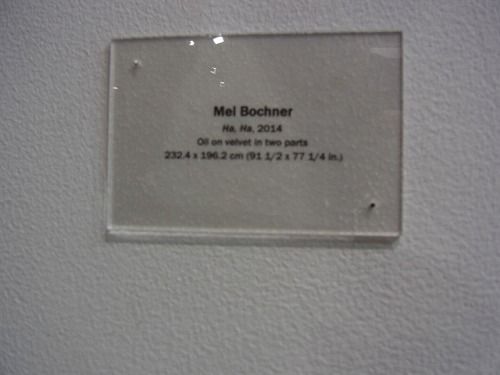 Mel Bochner
Ha, Ha, 2014
Oil on velvet in two parts
232.4 x 196.2 cm (91 1/2 x 77 1/4 in.)